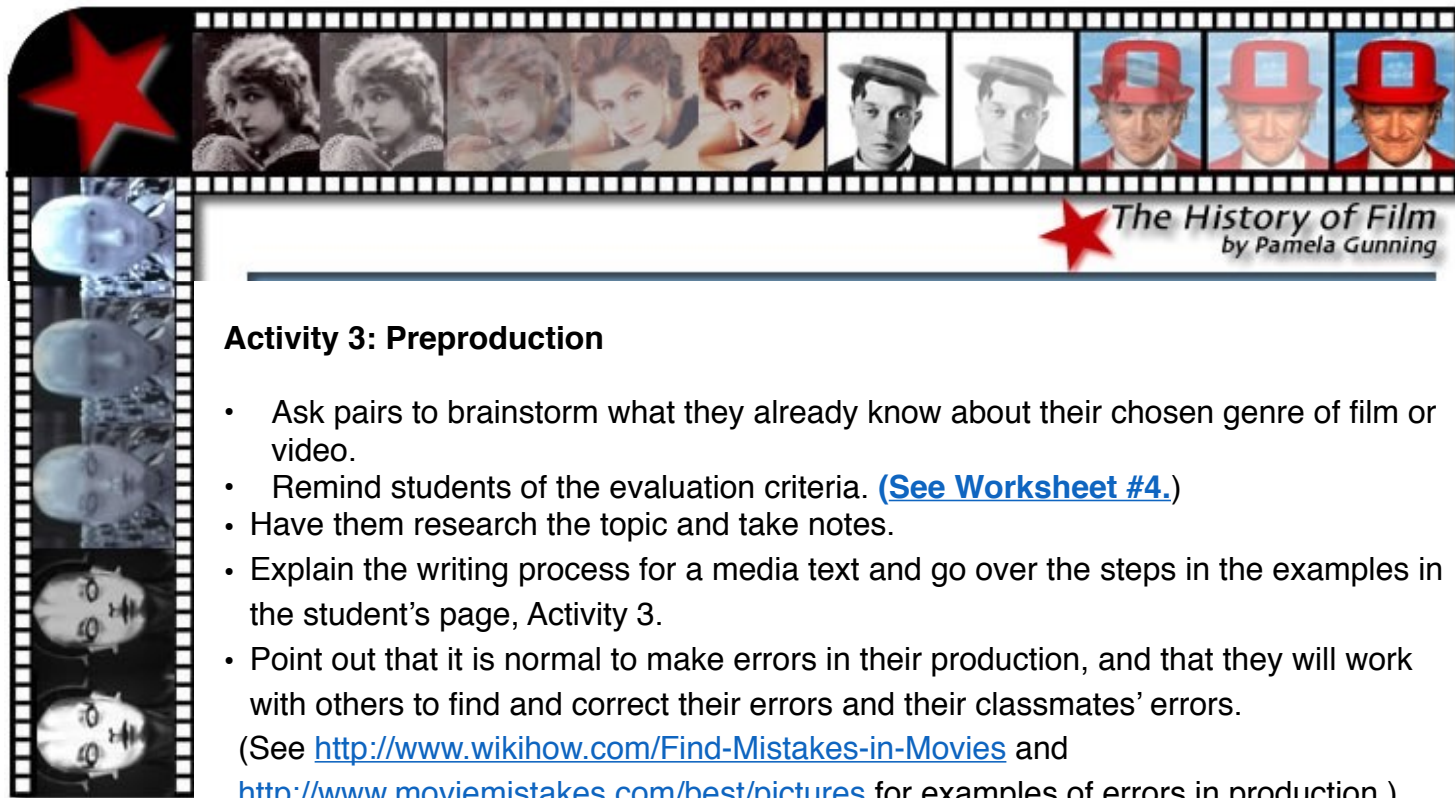 The History of Film
by Pamela Gunning
Activity 3: Preproduction
• Ask pairs to brainstorm what they already know about their chosen genre of film or
video.
• Remind students of the evaluation criteria. (See Worksheet #4.)
• Have them research the topic and take notes.
• Explain the writing process for a media text and go over the steps in the examples in
the student’s page, Activity 3.
• Point out that it is normal to make errors in their production, and that they will work
with others to find and correct their errors and their classmates’ errors.
(See http://www.wikihow.com/Find-Mistakes-in-Movies and
http://www.moviemistakes.com/best/pictures for examples of errors in production.)